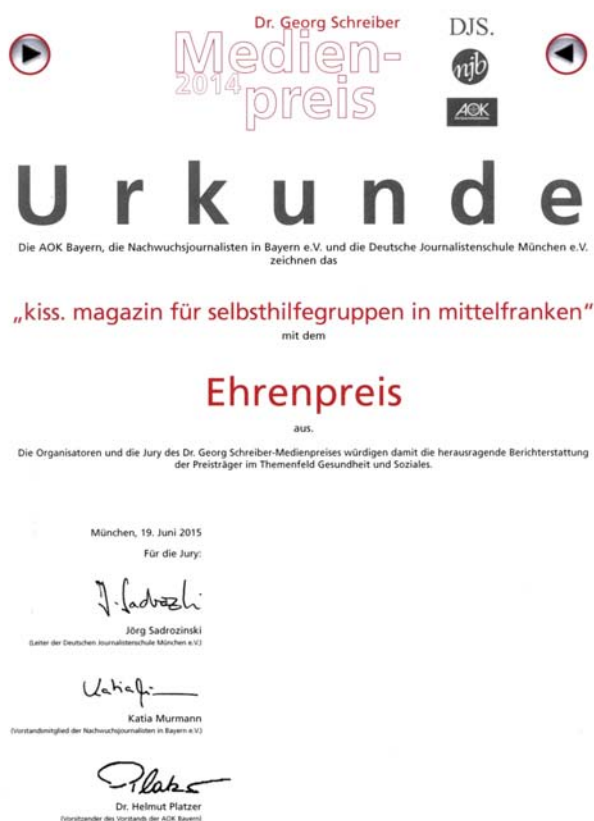 Dr. Georg Schreiber
Medien-
2014
preis
DJS.
njb
AOK
Urkunde
Die AOK Bayern, die Nachwuchsjournalisten in Bayern e.V. und die Deutsche Journalistenschule München e.V.
zeichnen das
„kiss. magazin für selbsthilfegruppen in mittelfranken“
mit dem
Ehrenpreis
aus.
Die Organisatoren und die Jury des Dr. Georg Schreiber-Medienpreises würdigen damit die herausragende Berichterstattung
der Preisträger im Themenfeld Gesundheit und Soziales.
München, 19. Juni 2015
Für die Jury:
J. Sadrozinski
Jörg Sadrozinski
(Leiter der Deutschen Journalistenschule München e.V.)
Katia Murmann
(Vorstandmitglied der Nachwuchsjournalisten in Bayern e.V.)
Platzer
Dr. Helmut Platzer
(Vorsitzender des Vorstands der AOK Bayern)